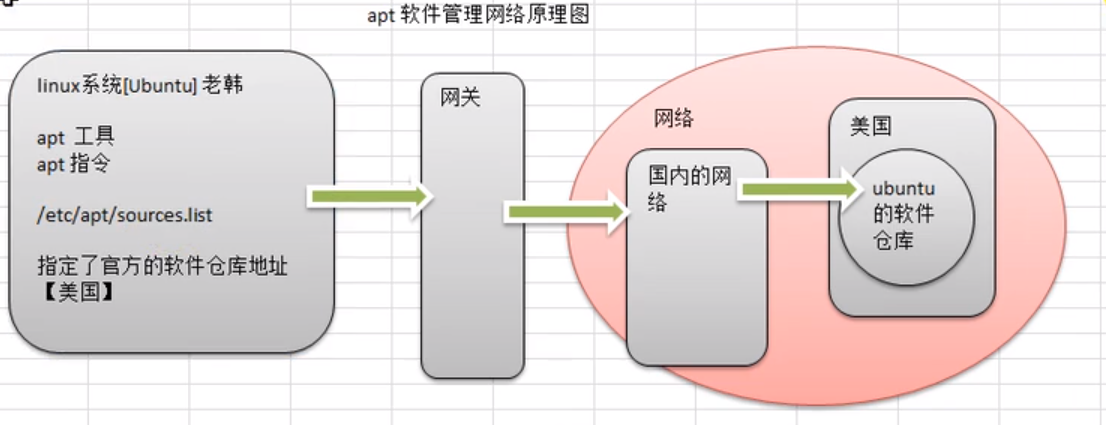 apt 软件管理网络原理图
linux系统[Ubuntu] 老韩
apt 工具
apt 指令
/etc/apt/sources.list
指定了官方的软件仓库地址
【美国】
网关
网络
国内的网
络
美国
ubuntu
的软件
仓库